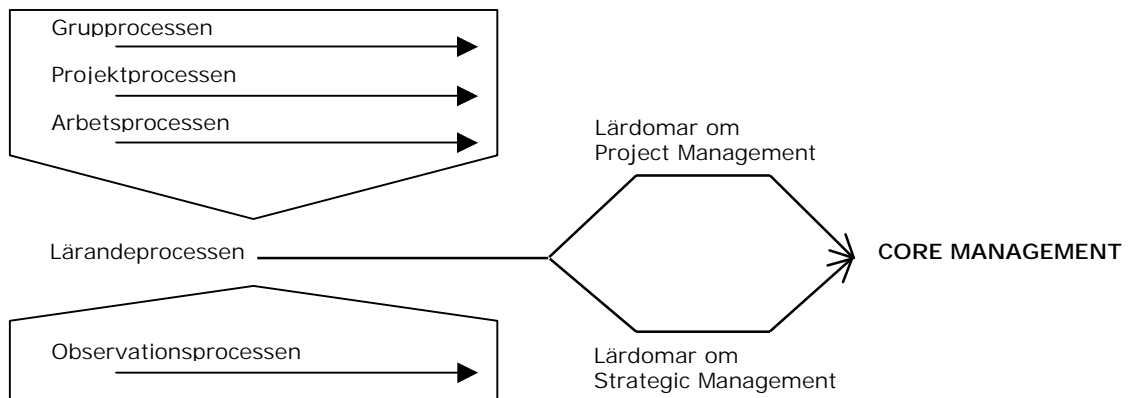 Grupprocessen
Projektprocessen
Arbetsprocessen
Lärdomar om
Project Management
Lärandeprocessen
CORE MANAGEMENT
Observationsprocessen
Lärdomar om
Strategic Management